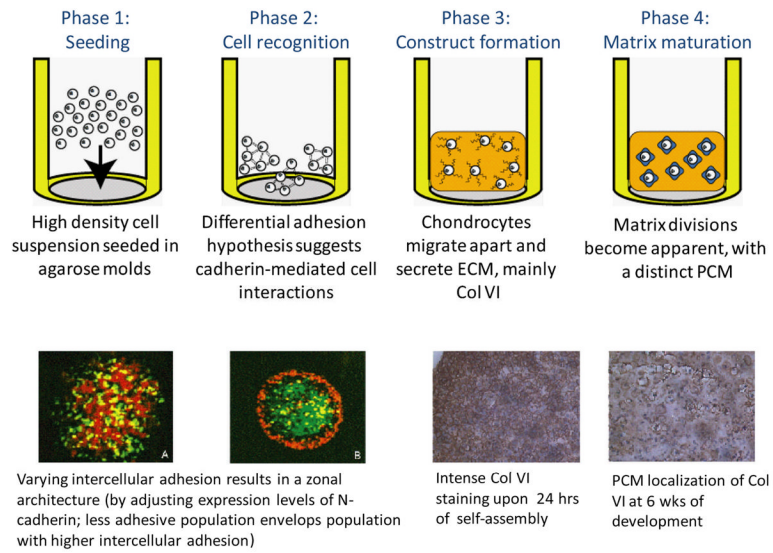 Phase 1:
Seeding
Phase 2:
Cell recognition
Phase 3:
Construct formation
Phase 4:
Matrix maturation
High density cell
suspension seeded in
agarose molds
Differential adhesion
hypothesis suggests
cadherin-mediated cell
interactions
Chondrocytes
migrate apart and
secrete ECM, mainly
Col VI
Matrix divisions
become apparent, with
a distinct PCM
A
B
Varying intercellular adhesion results in a zonal
architecture (by adjusting expression levels of N-
cadherin; less adhesive population envelops population
with higher intercellular adhesion)
Intense Col VI
staining upon 24 hrs
of self-assembly
PCM localization of Col
VI at 6 wks of
development